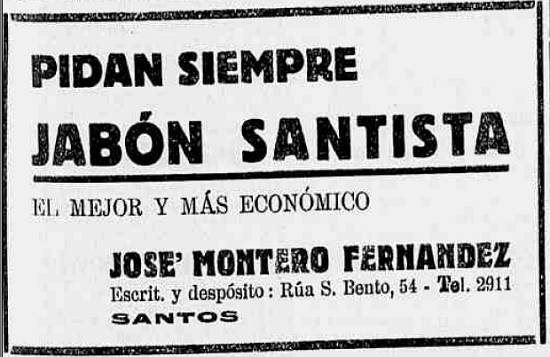 PIDAN SIEMPRE
JABÓN SANTISTA
EL MEJOR Y MÁS ECONÓMICO
JOSE' MONTERO FERNANDEZ
Escrit. y despósito : Rúa S. Bento, 54 - Tel. 2911
SANTOS